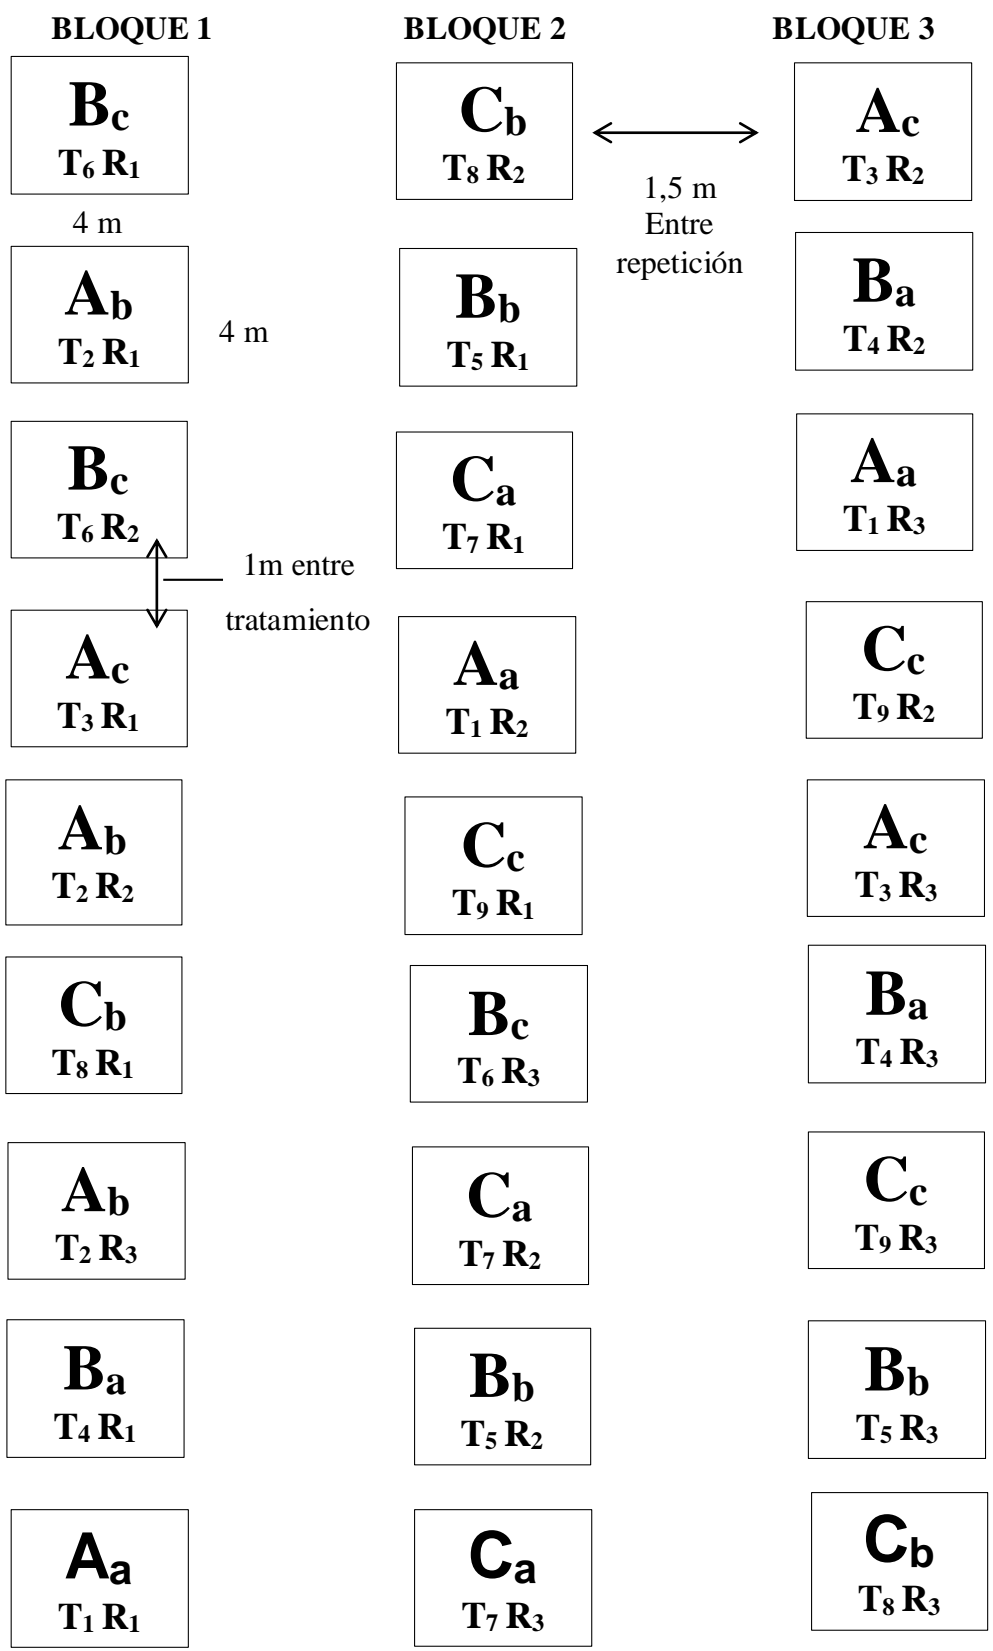 BLOQUE 1
Bc
T6 R1
4 m
Ab
T2 R1
4 m
Bc
T6 R2
1m entre
tratamiento
Ac
T3 R1
Ab
T2 R2
Cb
T8 R1
Ab
T2 R3
Ba
T4 R1
Aa
T1 R1
BLOQUE 2
Cb
T8 R2
1,5 m
Entre
repetición
Bb
T5 R1
Ca
T7 R1
Aa
T1 R2
Cc
T9 R1
Bc
T6 R3
Ca
T7 R2
Bb
T5 R2
Ca
T7 R3
BLOQUE 3
Ac
T3 R2
Ba
T4 R2
Aa
T1 R3
Cc
T9 R2
Ac
T3 R3
Ba
T4 R3
Cc
T9 R3
Bb
T5 R3
Cb
T8 R3